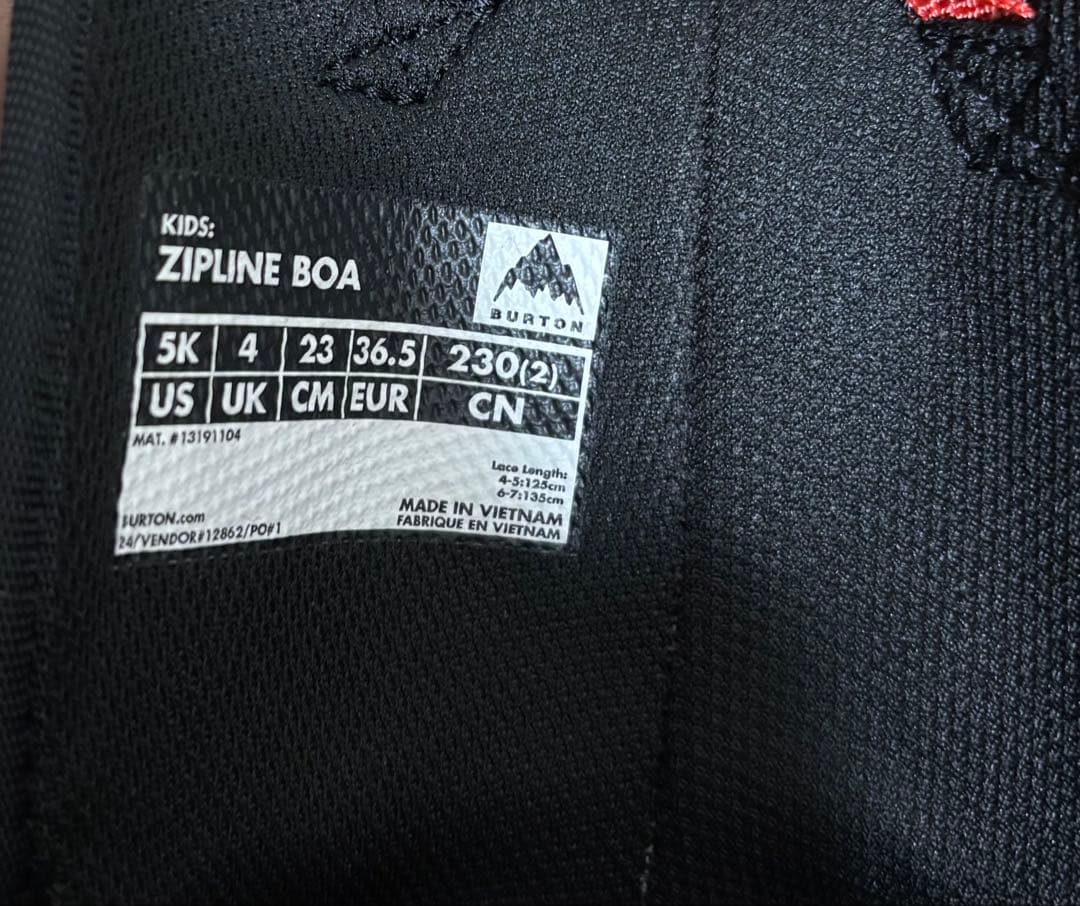 KIDS:
ZIPLINE BOA
BURTON
5K 4 23 36.5 230(2)
US UK CM EUR CN
MAT. #13191104
Lace Length:
4-5:125cm
6-7:135cm
BURTON.com
24/VENDOR#12862/PO#1
MADE IN VIETNAM
FABRIQUE EN VIETNAM